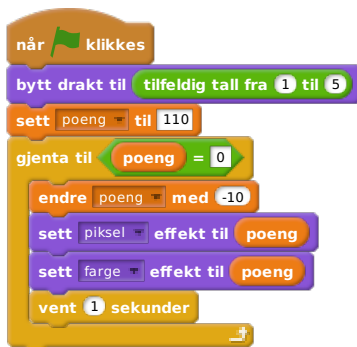 når klikkes
bytt drakt til tilfeldig tall fra 1 til 5
sett poeng til 110
gjenta til poeng = 0
endre poeng med -10
sett piksel effekt til poeng
sett farge effekt til poeng
vent 1 sekunder